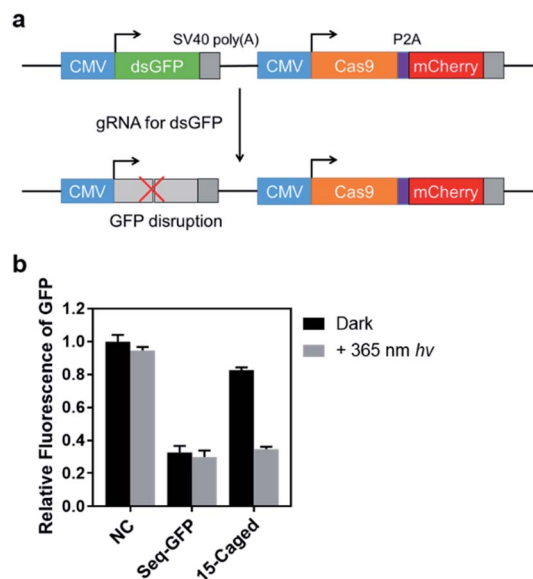 a
SV40 poly(A)
P2A
CMV dsGFP CMV Cas9 mCherry
gRNA for dsGFP
CMV CMV Cas9 mCherry
GFP disruption
b
Relative Fluorescence of GFP
1.2
1.0
0.8
0.6
0.4
0.2
0.0
NC
Seq-GFP
15-Caged
Dark
+ 365 nm hv